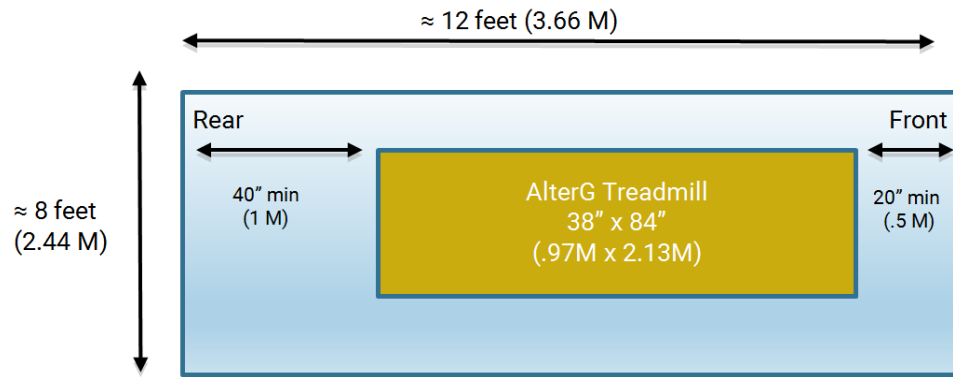 ≈ 12 feet (3.66 M)
Rear
Front
40” min
(1 M)
AlterG Treadmill
38” x 84”
(.97M x 2.13M)
20” min
(.5 M)
≈ 8 feet
(2.44 M)